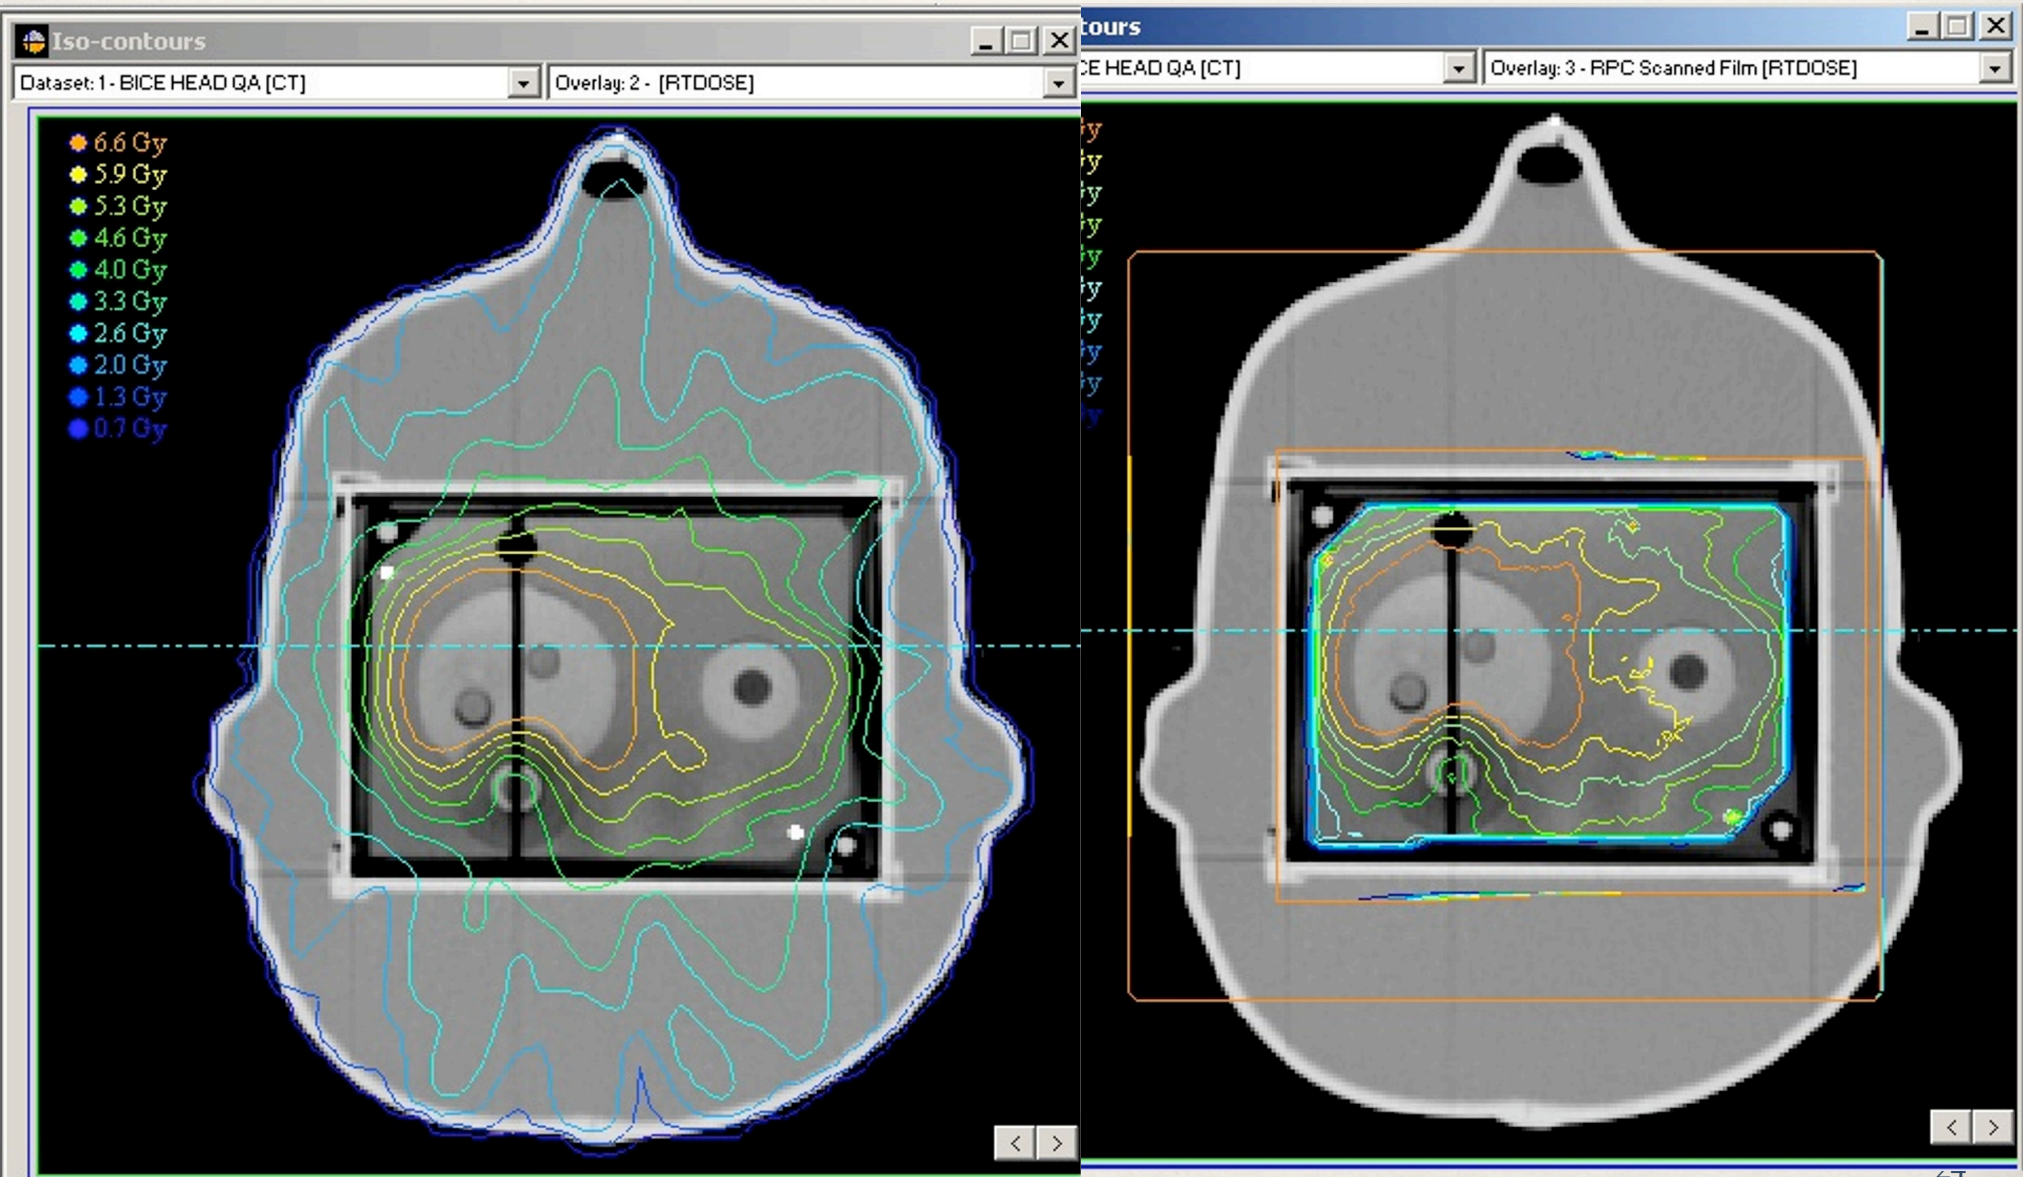 Iso-contours
Dataset: 1 - BICE HEAD QA [CT]
Overlay: 2 - [RTDOSE]
6.6 Gy
5.9 Gy
5.3 Gy
4.6 Gy
4.0 Gy
3.3 Gy
2.6 Gy
2.0 Gy
1.3 Gy
0.7 Gy
< >
tours
CE HEAD QA [CT]
Overlay: 3 - RPC Scanned Film [RTDOSE]
y
y
y
y
y
y
y
y
y
y
< >